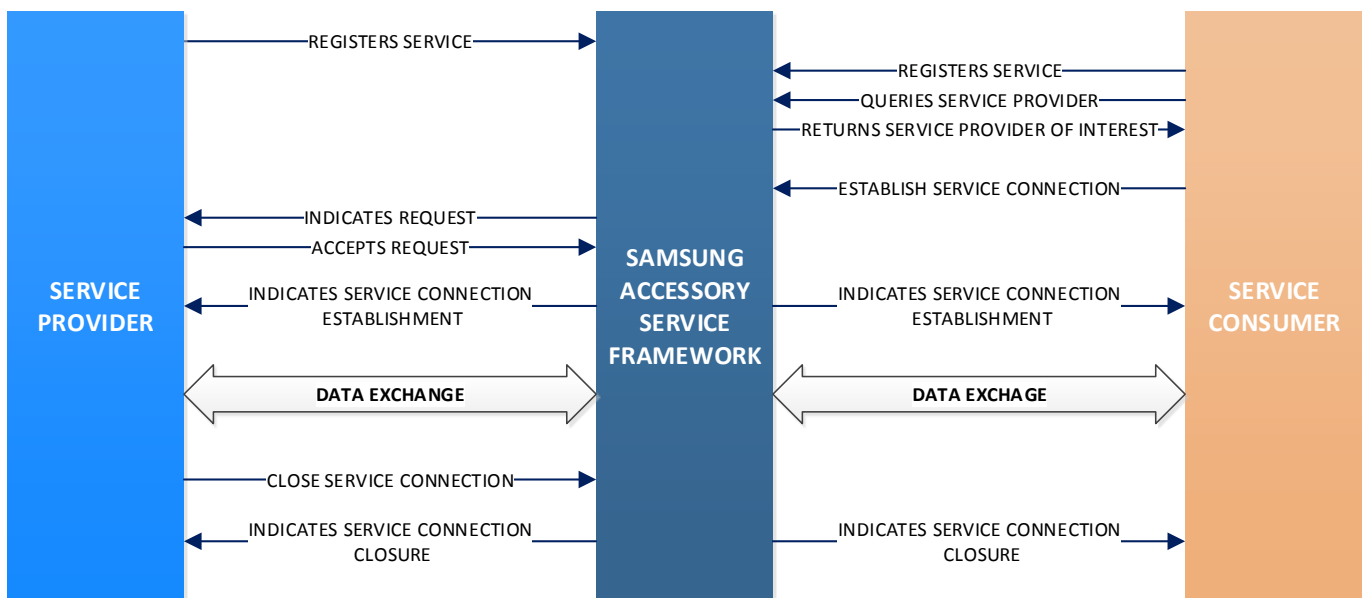 REGISTERS SERVICE
REGISTERS SERVICE
QUERIES SERVICE PROVIDER
RETURNS SERVICE PROVIDER OF INTEREST
ESTABLISH SERVICE CONNECTION
INDICATES REQUEST
ACCEPTS REQUEST
SERVICE
PROVIDER
INDICATES SERVICE CONNECTION
ESTABLISHMENT
SAMSUNG
ACCESSORY
SERVICE
FRAMEWORK
INDICATES SERVICE CONNECTION
ESTABLISHMENT
SERVICE
CONSUMER
DATA EXCHANGE
DATA EXCHAGE
CLOSE SERVICE CONNECTION
INDICATES SERVICE CONNECTION
CLOSURE
INDICATES SERVICE CONNECTION
CLOSURE